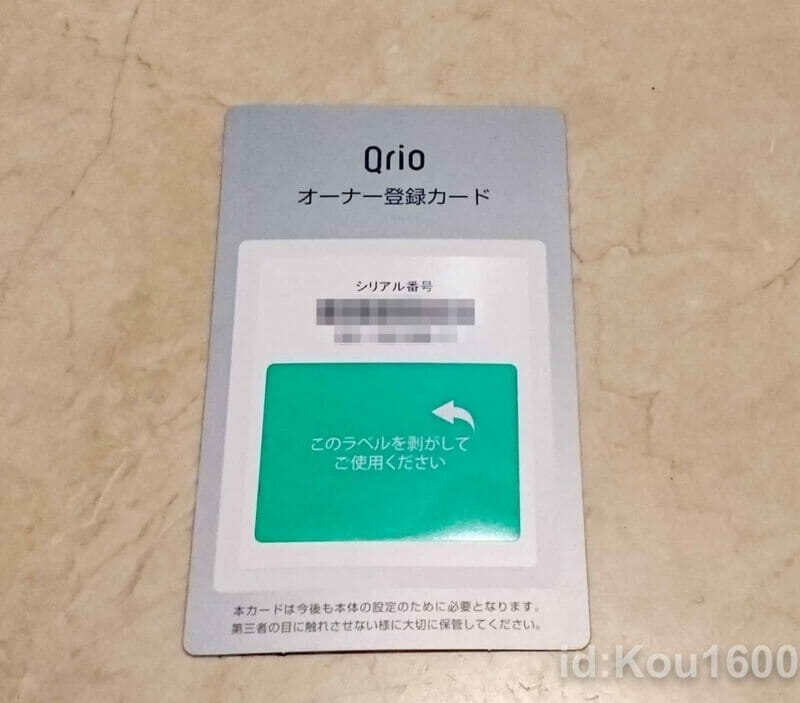 Qrio
オーナー登録カード
シリアル番号
このラベルを剥がして
ご使用ください
本カードは今後も本体の設定のために必要となります。
第三者の目に触れさせない様に大切に保管してください。
id:Kou1600